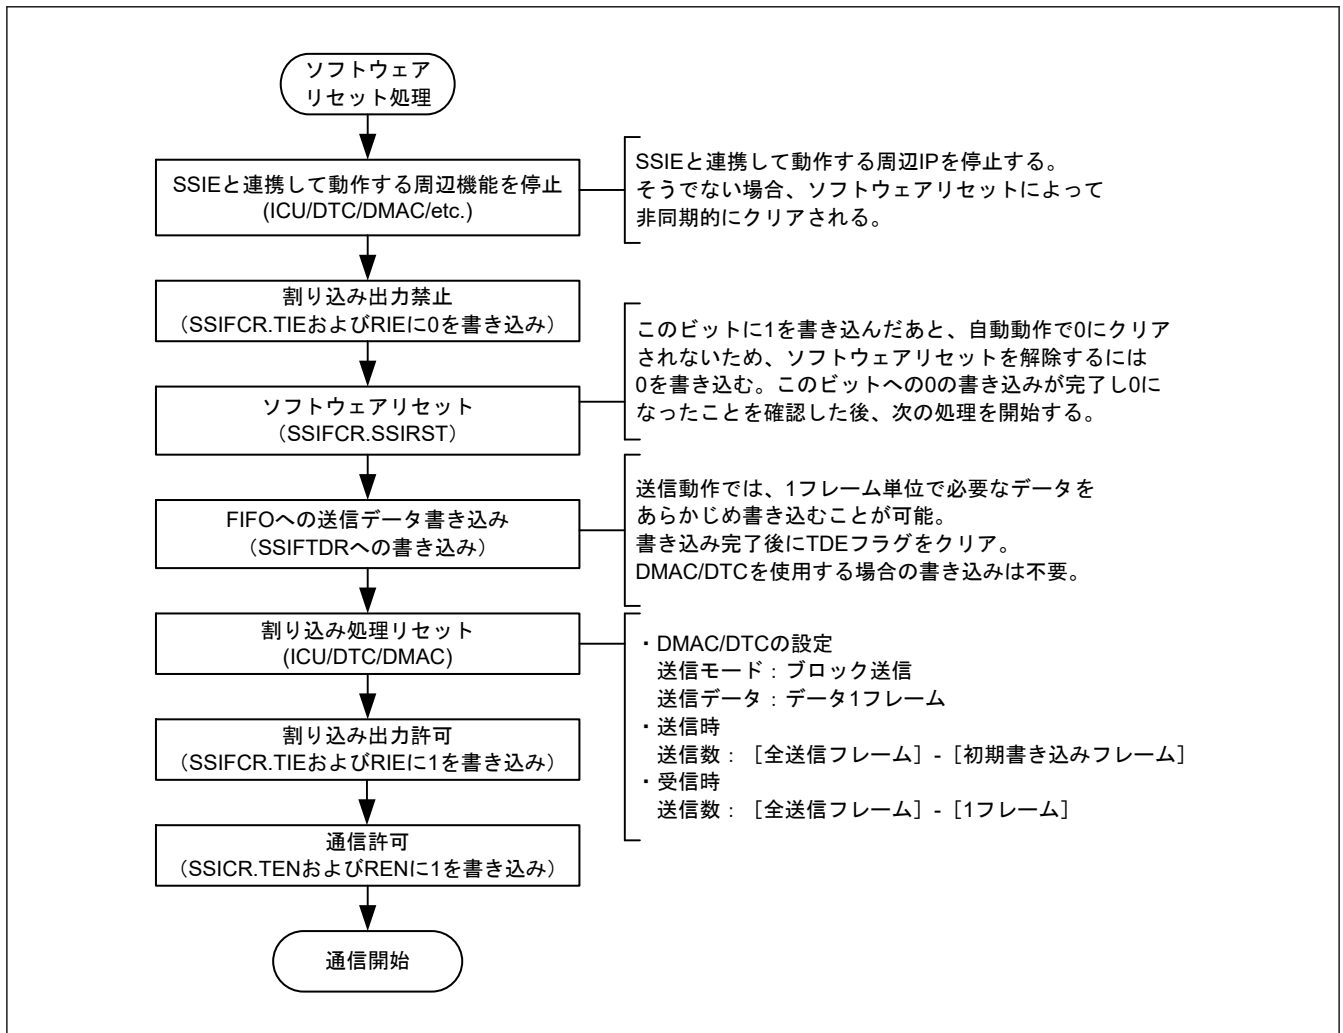 ソフトウェア
リセット処理
SSIEと連携して動作する周辺機能を停止
(ICU/DTC/DMAC/etc.)
SSIEと連携して動作する周辺IPを停止する。
そうでない場合、ソフトウェアリセットによって
非同期的にクリアされる。
割り込み出力禁止
（SSIFCR.TIEおよびRIEに0を書き込み）
ソフトウェアリセット
（SSIFCR.SSIRST）
このビットに1を書き込んだあと、自動動作で0にクリア
されないため、ソフトウェアリセットを解除するには
0を書き込む。このビットへの0の書き込みが完了し0に
なったことを確認した後、次の処理を開始する。
FIFOへの送信データ書き込み
（SSIFTDRへの書き込み）
送信動作では、1フレーム単位で必要なデータを
あらかじめ書き込むことが可能。
書き込み完了後にTDEフラグをクリア。
DMAC/DTCを使用する場合の書き込みは不要。
割り込み処理リセット
(ICU/DTC/DMAC)
・DMAC/DTCの設定
送信モード：ブロック送信
送信データ：データ1フレーム
・送信時
送信数：［全送信フレーム］-［初期書き込みフレーム］
・受信時
送信数：［全送信フレーム］-［1フレーム］
割り込み出力許可
（SSIFCR.TIEおよびRIEに1を書き込み）
通信許可
（SSICR.TENおよびRENに1を書き込み）
通信開始